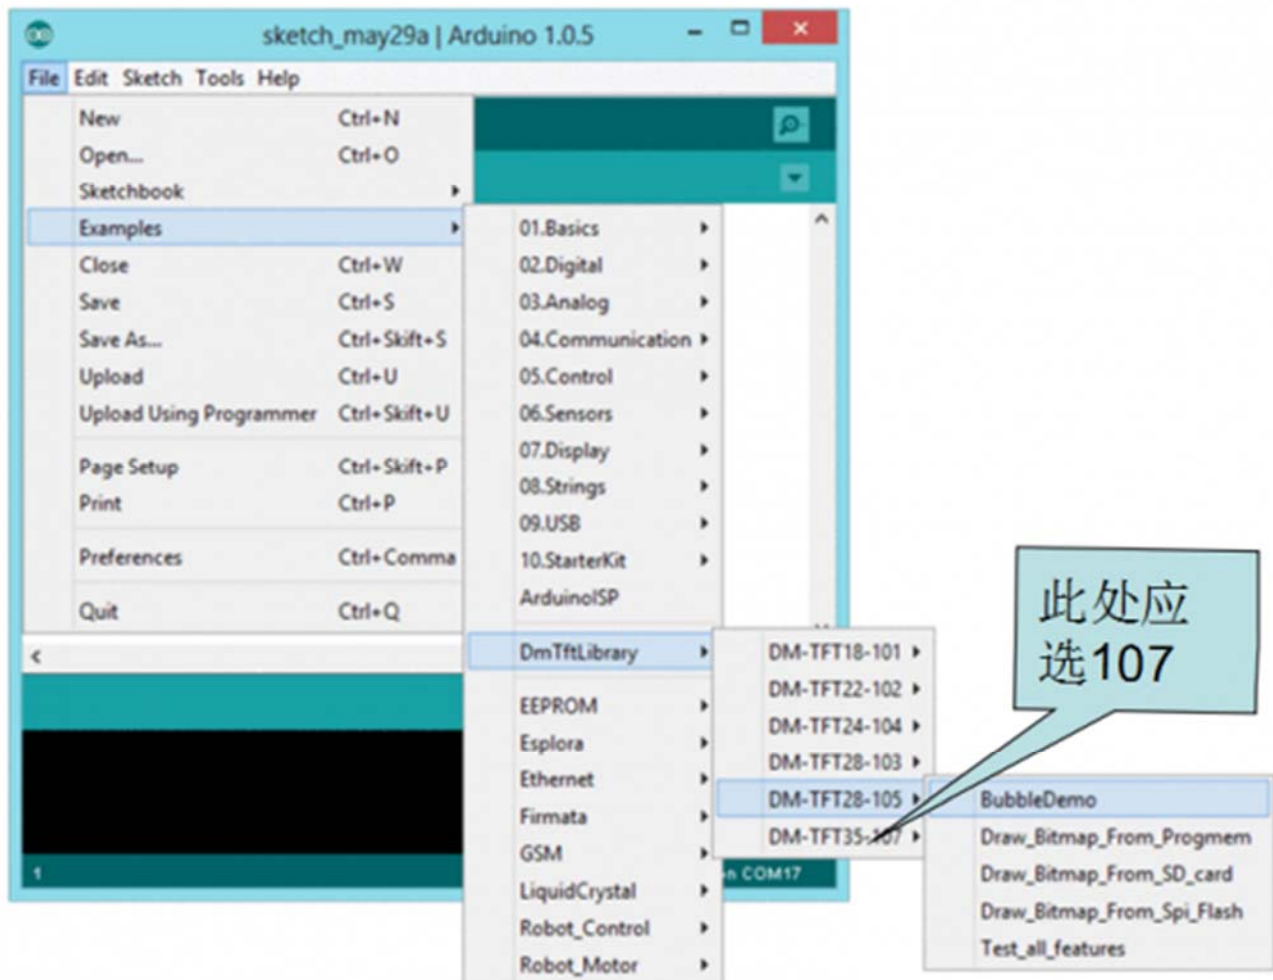 sketch_may29a | Arduino 1.0.5
File Edit Sketch Tools Help
New Ctrl+N
Open... Ctrl+O
Sketchbook
Examples
Close Ctrl+W
Save Ctrl+S
Save As... Ctrl+Skift+S
Upload Ctrl+U
Upload Using Programmer Ctrl+Skift+U
Page Setup Ctrl+Skift+P
Print Ctrl+P
Preferences Ctrl+Comma
Quit Ctrl+Q
01.Basics
02.Digital
03.Analog
04.Communication
05.Control
06.Sensors
07.Display
08.Strings
09.USB
10.StarterKit
ArduinoISP
DmTftLibrary
EEPROM
Esplora
Ethernet
Firmata
GSM
LiquidCrystal
Robot_Control
Robot_Motor
DM-TFT18-101
DM-TFT22-102
DM-TFT24-104
DM-TFT28-103
DM-TFT28-105
DM-TFT35-107
BubbleDemo
Draw_Bitmap_From_Progmem
Draw_Bitmap_From_SD_card
Draw_Bitmap_From_Spi_Flash
Test_all_features
此处应
选107
1
n COM17